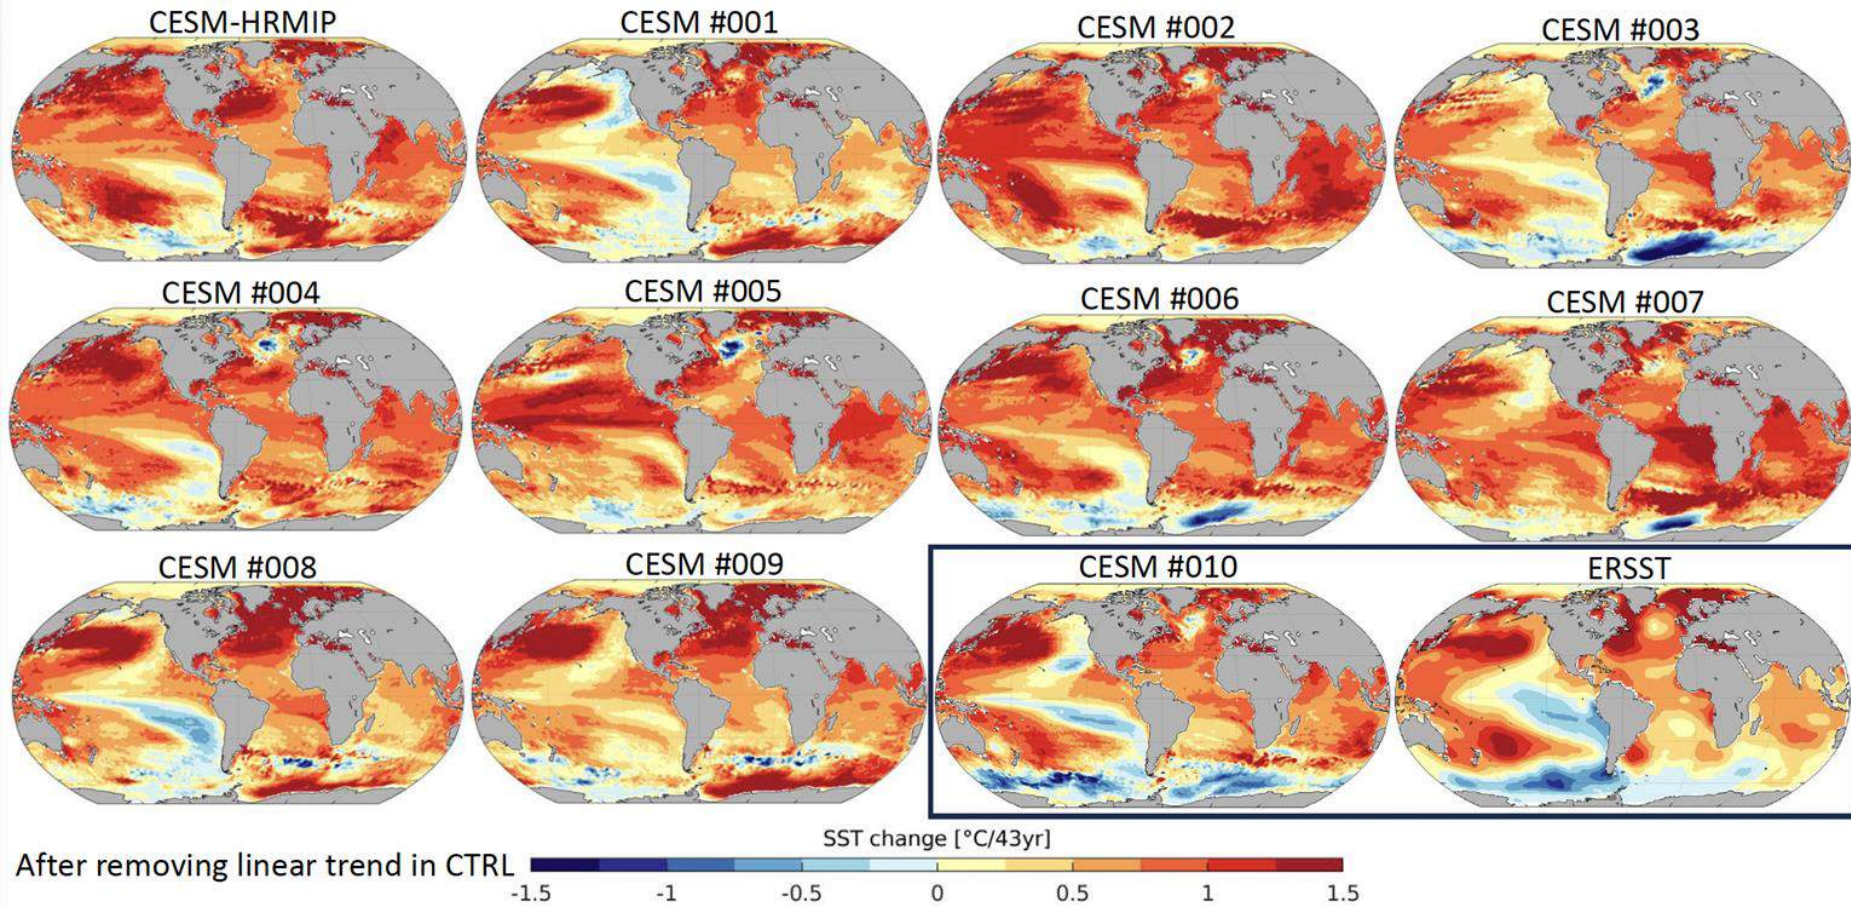 CESM-HRMIP
CESM #001
CESM #002
CESM #003
CESM #004
CESM #005
CESM #006
CESM #007
CESM #008
CESM #009
CESM #010
ERSST
SST change [°C/43yr]
After removing linear trend in CTRL
-1.5 -1 -0.5 0 0.5 1 1.5